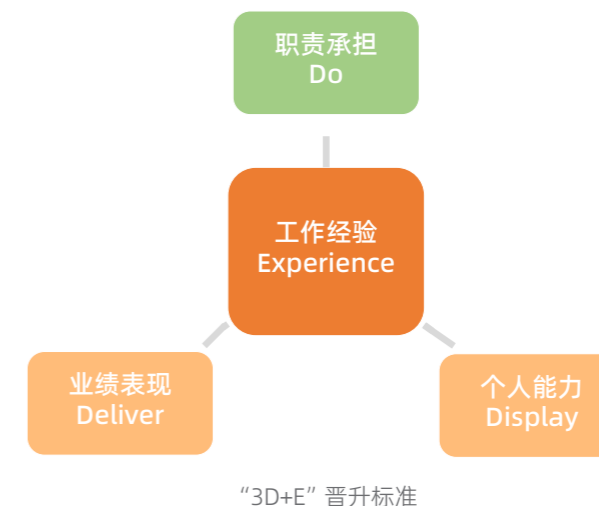 职责承担
Do
工作经验
Experience
业绩表现
Deliver
个人能力
Display
“3D+E”晋升标准